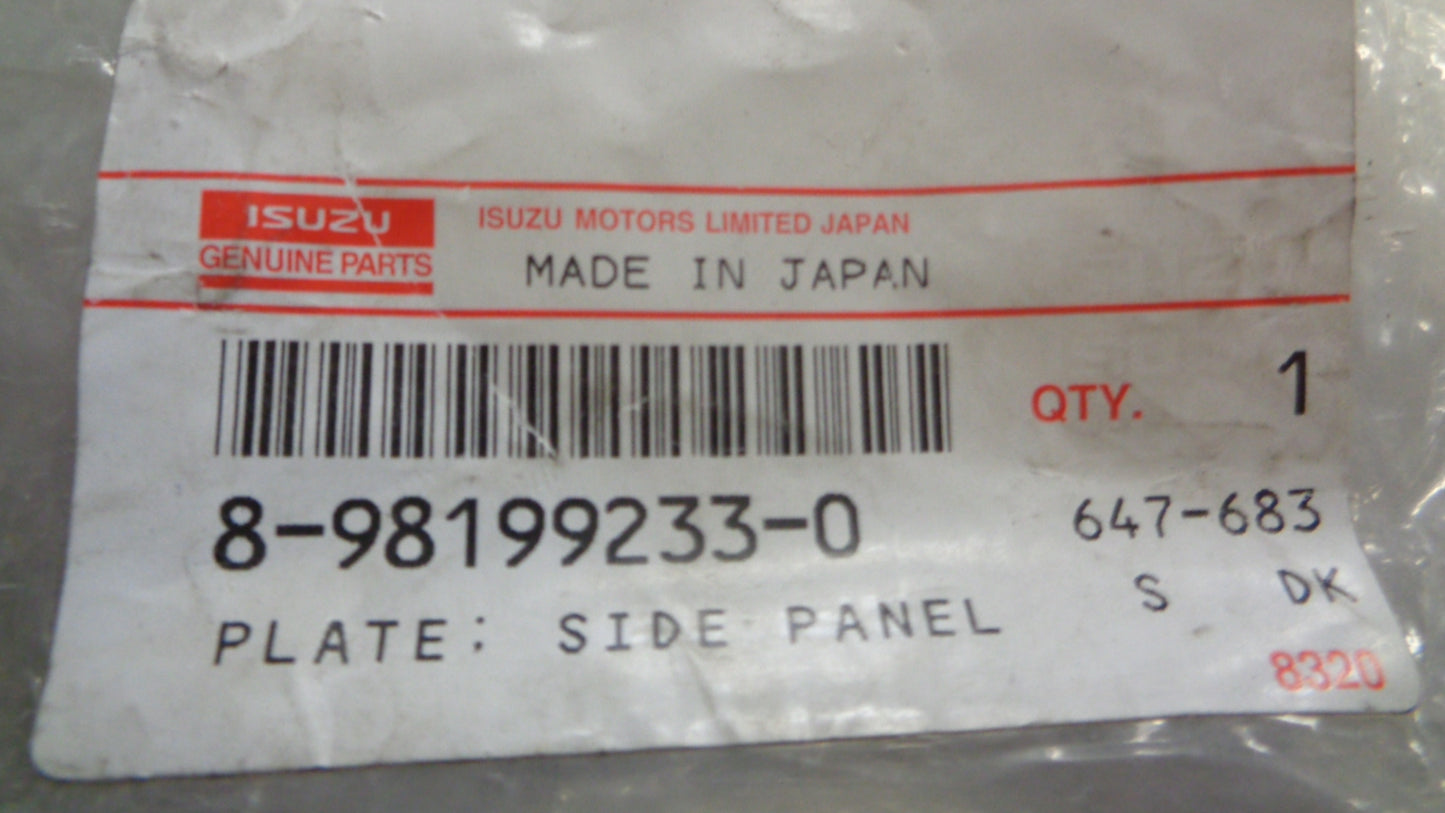 ISUZU
GENUINE PARTS
ISUZU MOTORS LIMITED JAPAN
MADE IN JAPAN
QTY. 1
8-98199233-0
647-683
PLATE; SIDE PANEL
S DK
8320